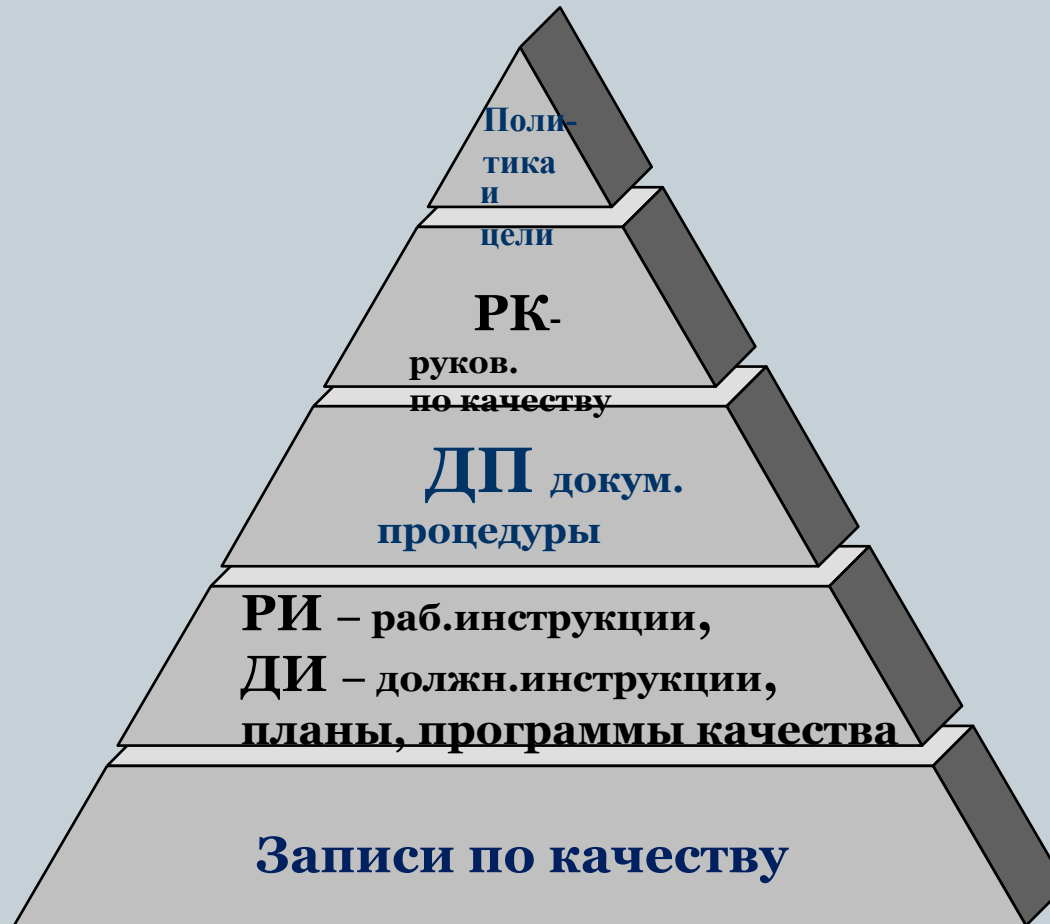 Поли-
тика
и
цели
РК-
руков.
по качеству
ДП докум.
процедуры
РИ – раб.инструкции,
ДИ – должн.инструкции,
планы, программы качества
Записи по качеству